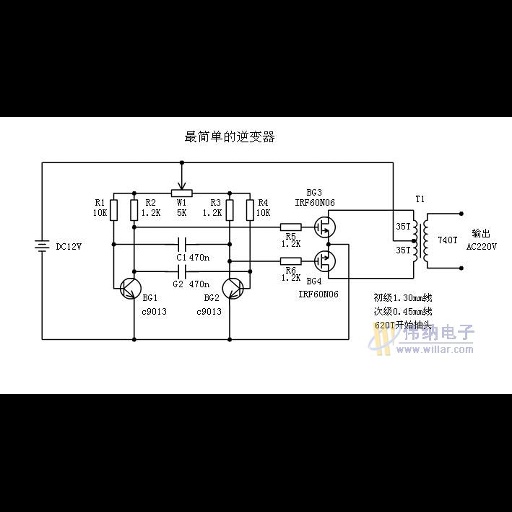 最简单的逆变器
R1
10K
R2
1.2K
W1
5K
R3
1.2K
R4
10K
BG3
IRF60N06
T1
35T
35T
740T
输出
AC220V
DC12V
C1 470n
G2 470n
R5
1.2K
R6
1.2K
BG4
IRF60N06
BG1
c9013
BG2
c9013
初级1.30mm线
次级0.45mm线
620T开始抽头
伟纳电子
www.willar.com